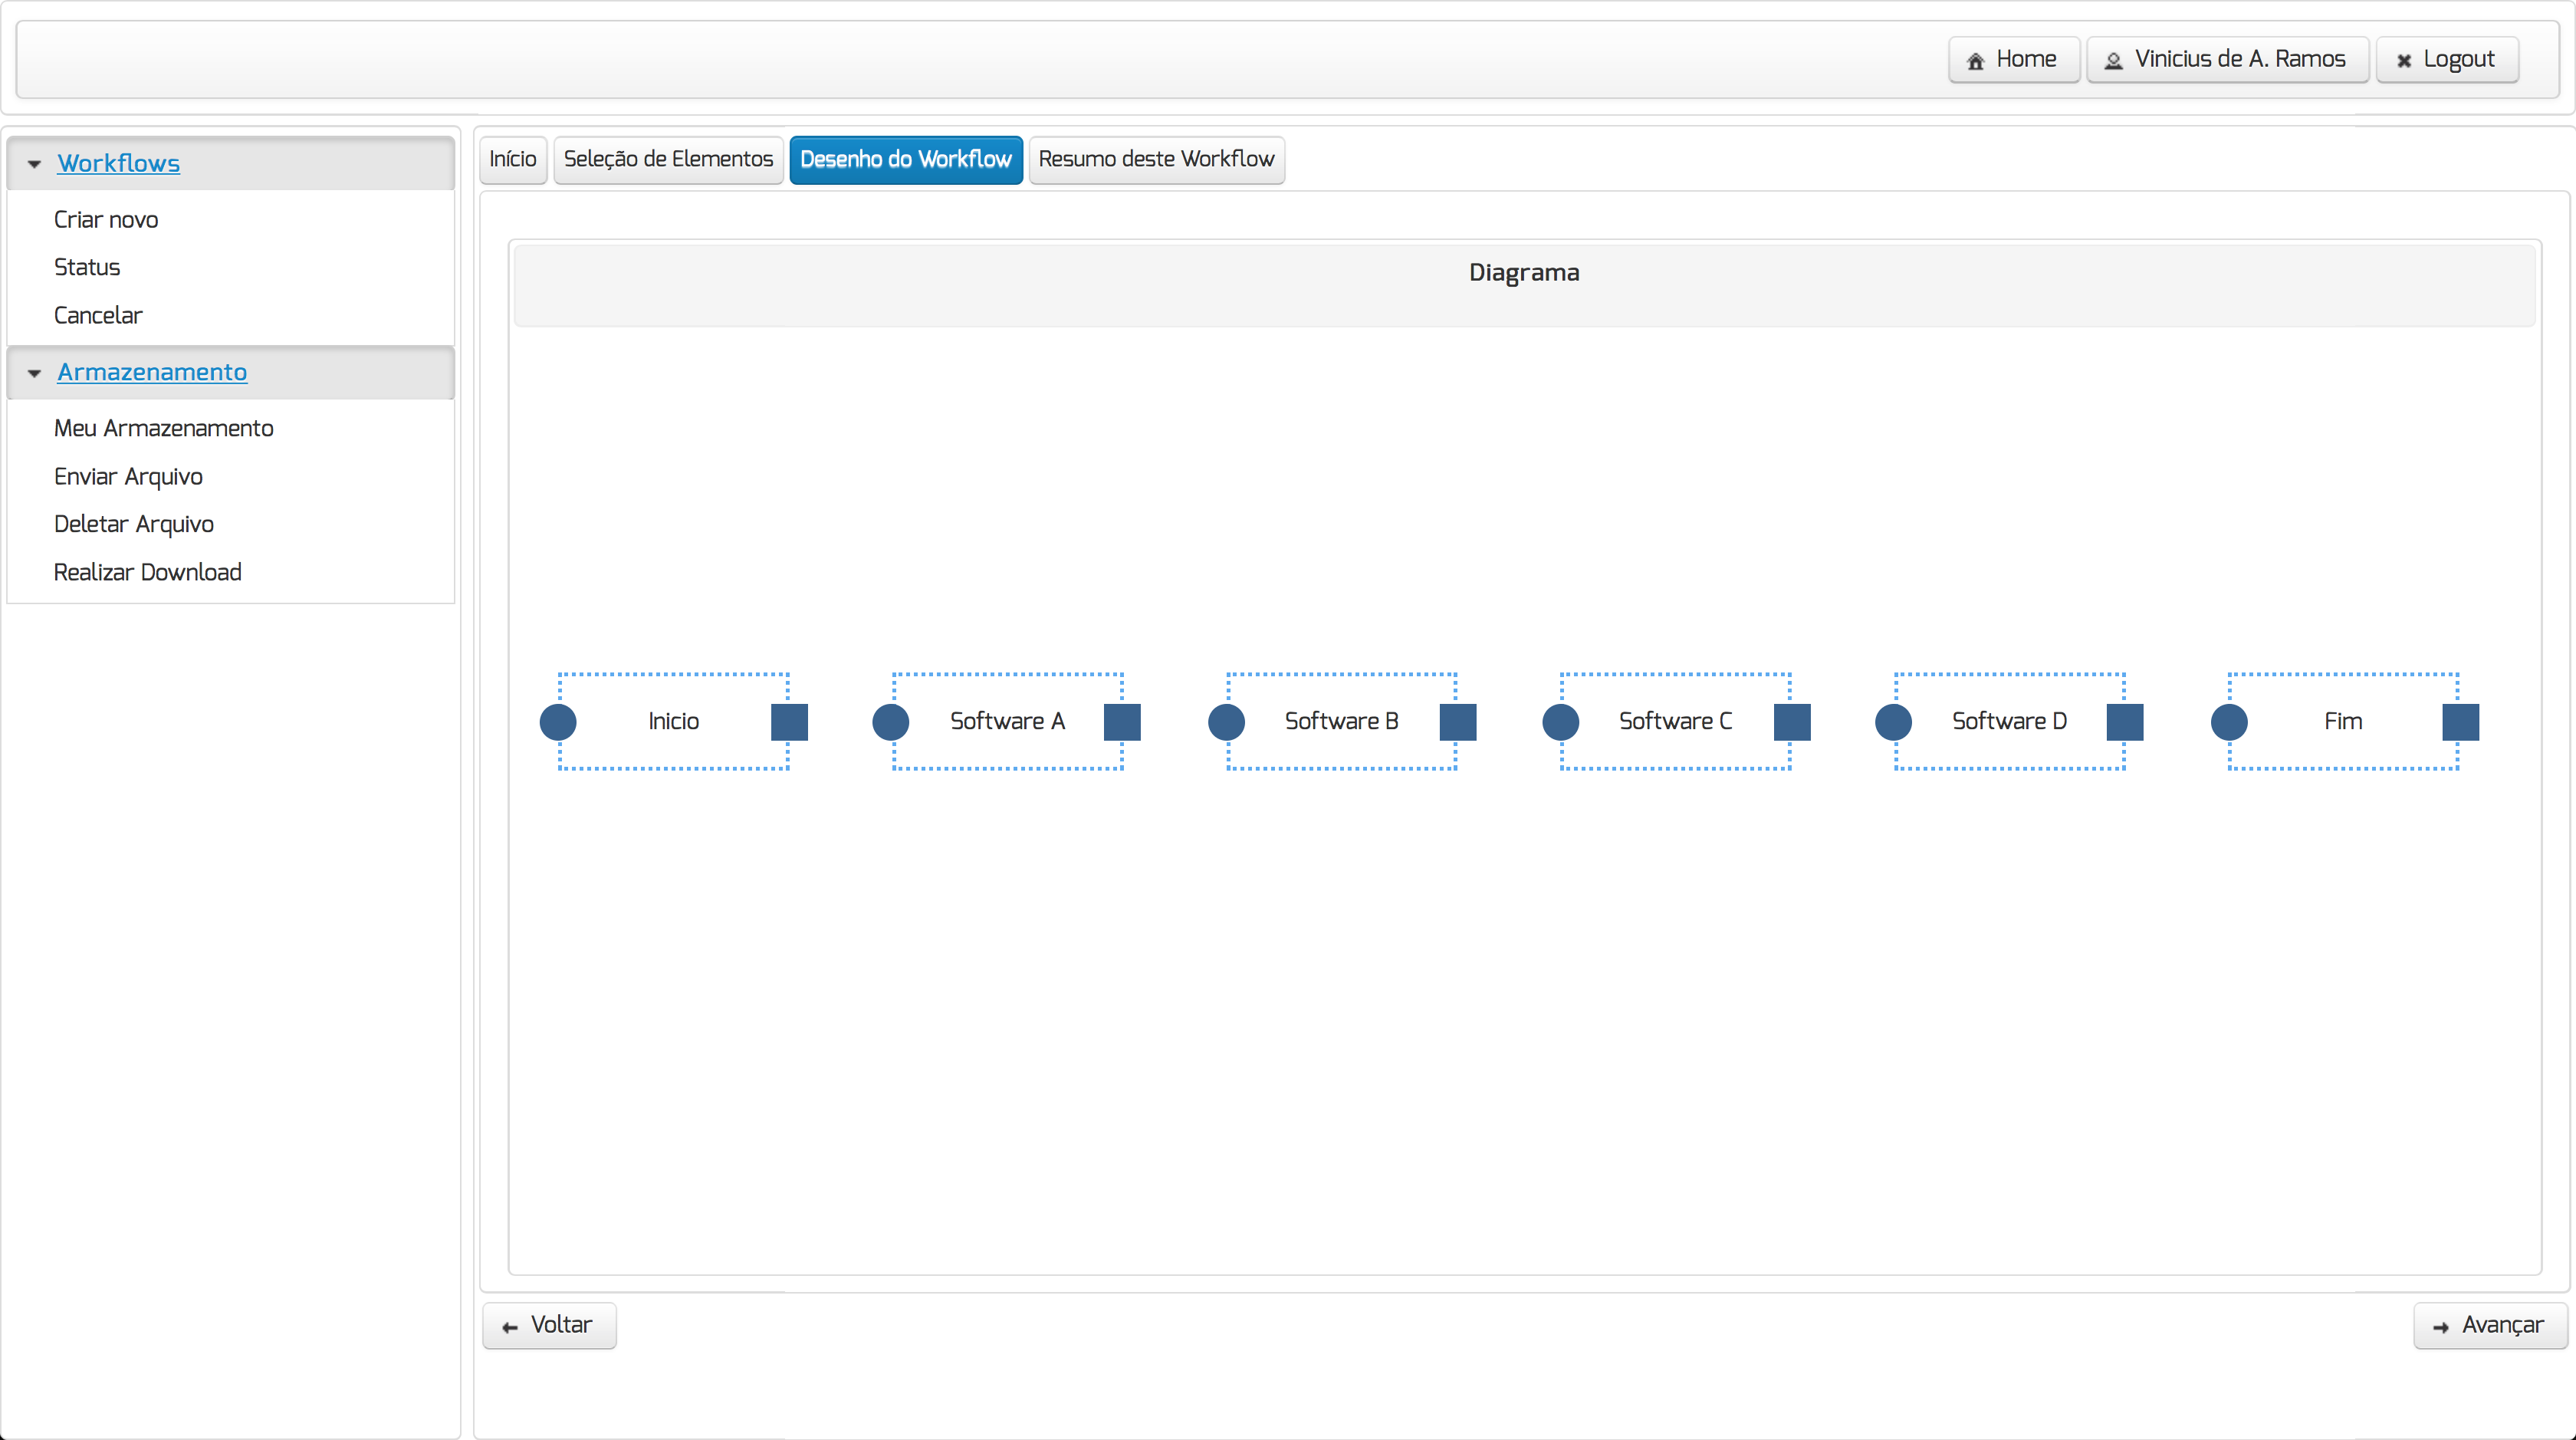 Home
Vinicius de A. Ramos
Logout
Workflows
Criar novo
Status
Cancelar
Armazenamento
Meu Armazenamento
Enviar Arquivo
Deletar Arquivo
Realizar Download
Início
Seleção de Elementos
Desenho do Workflow
Resumo deste Workflow
Diagrama
Inicio
Software A
Software B
Software C
Software D
Fim
Voltar
Avançar